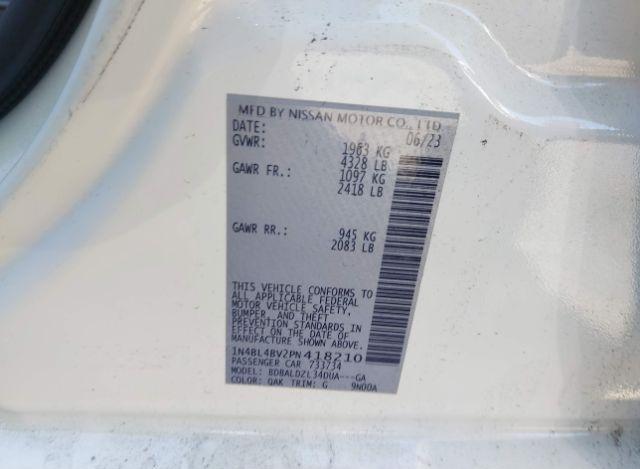 MFD BY NISSAN MOTOR CO., LTD
DATE: 06/23
GVWR: 1963 KG
4328 LB
GAWR FR.: 1097 KG
2418 LB
GAWR RR.: 945 KG
2083 LB
THIS VEHICLE CONFORMS TO
ALL APPLICABLE FEDERAL
MOTOR VEHICLE SAFETY,
BUMPER, AND THEFT
PREVENTION STANDARDS IN
EFFECT ON THE DATE OF
MANUFACTURE SHOWN ABOVE.
1N4BL4BV2PN418210
PASSENGER CAR 733734
MODEL: BDBALDZL34DUA---GA
COLOR: QAK TRIM: G 9N00A